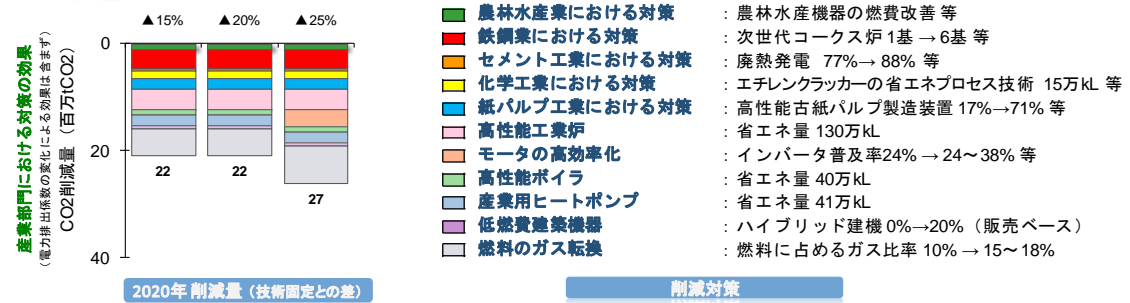 ▲15% ▲20% ▲25%
産業部門における対策の効果
（電力排出係数の変化による効果は含まず）
CO2削減量（百万tCO2）
0
20
40
22 22 27
2020年 削減量（技術固定との差）
農林水産業における対策 ：農林水産機器の燃費改善 等
鉄鋼業における対策 ：次世代コークス炉 1基 → 6基 等
セメント工業における対策 ：廃熱発電 77%→ 88% 等
化学工業における対策 ：エチレンクラッカーの省エネプロセス技術 15万kL 等
紙パルプ工業における対策 ：高性能古紙パルプ製造装置 17%→71% 等
高性能工業炉 ：省エネ量 130万kL
モータの高効率化 ：インバータ普及率24% → 24～38% 等
高性能ボイラ ：省エネ量 40万kL
産業用ヒートポンプ ：省エネ量 41万kL
低燃費建築機器 ：ハイブリッド建機 0%→20%（販売ベース）
燃料のガス転換 ：燃料に占めるガス比率 10% → 15～18%
削減対策